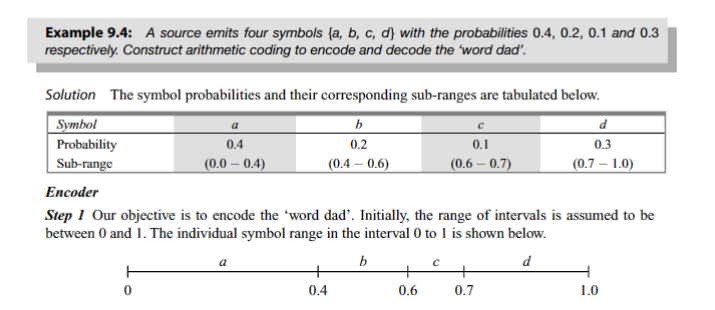 Example 9.4: A source emits four symbols {a, b, c, d} with the probabilities 0.4, 0.2, 0.1 and 0.3
respectively. Construct arithmetic coding to encode and decode the ‘word dad’.
Solution The symbol probabilities and their corresponding sub-ranges are tabulated below.
Symbol a b c d
Probability 0.4 0.2 0.1 0.3
Sub-range (0.0 – 0.4) (0.4 – 0.6) (0.6 – 0.7) (0.7 – 1.0)
Encoder
Step 1 Our objective is to encode the ‘word dad’. Initially, the range of intervals is assumed to be
between 0 and 1. The individual symbol range in the interval 0 to 1 is shown below.
a b c d
0 0.4 0.6 0.7 1.0